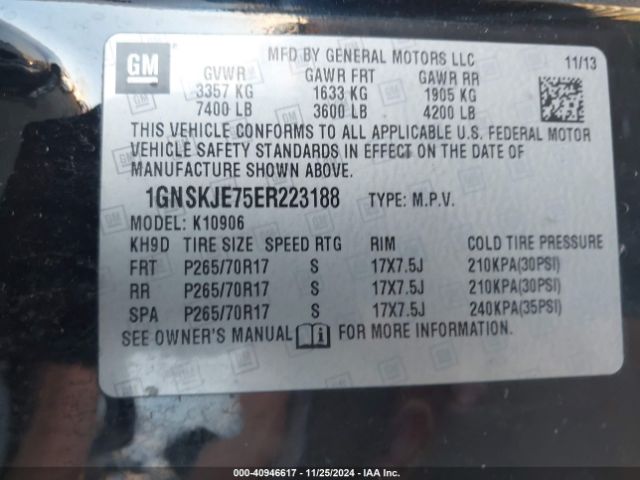 GM
MFD BY GENERAL MOTORS LLC 11/13
GVWR GAWR FRT GAWR RR
3357 KG 1633 KG 1905 KG
7400 LB 3600 LB 4200 LB
THIS VEHICLE CONFORMS TO ALL APPLICABLE U.S. FEDERAL MOTOR
VEHICLE SAFETY STANDARDS IN EFFECT ON THE DATE OF
MANUFACTURE SHOWN ABOVE.
1GNSKJE75ER223188 TYPE: M.P.V.
MODEL: K10906
KH9D TIRE SIZE SPEED RTG RIM COLD TIRE PRESSURE
FRT P265/70R17 S 17X7.5J 210KPA(30PSI)
RR P265/70R17 S 17X7.5J 210KPA(30PSI)
SPA P265/70R17 S 17X7.5J 240KPA(35PSI)
SEE OWNER'S MANUAL FOR MORE INFORMATION.
000-40946617 - 11/25/2024 - IAA Inc.